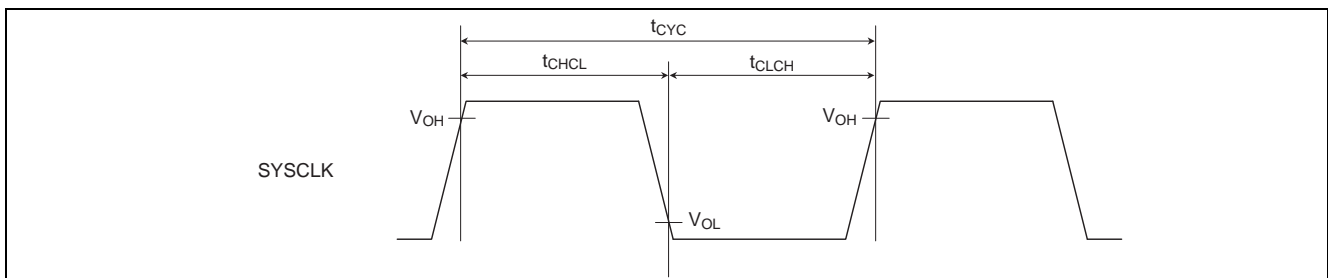 tCYC
tCHCL tCLCH
VOH VOH
SYSCLK
VOL